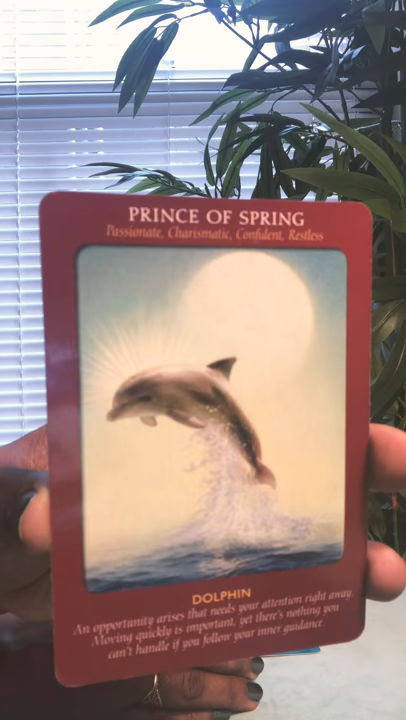 PRINCE OF SPRING
Passionate, Charismatic, Confident, Restless
DOLPHIN
An opportunity arises that needs your attention right away.
Moving quickly is important, yet there's nothing you
can't handle if you follow your inner guidance.